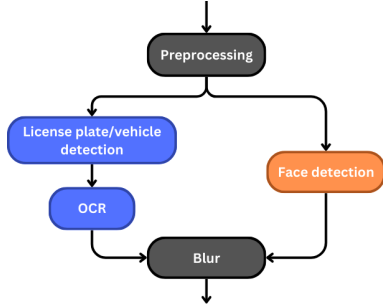 Preprocessing
License plate/vehicle
detection
Face detection
OCR
Blur